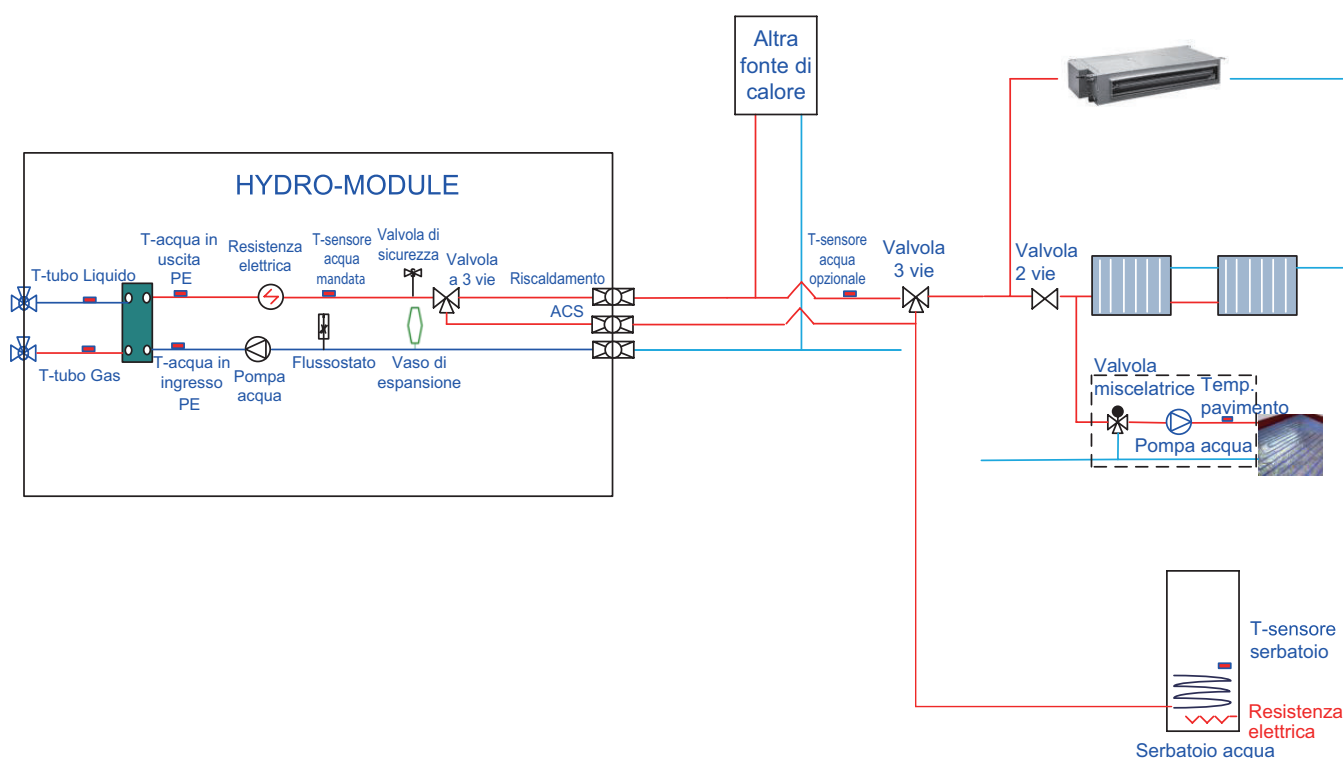 Altra
fonte di
calore
HYDRO-MODULE
T-tubo Liquido
T-acqua in
uscita
PE
Resistenza
elettrica
T-sensore
acqua
mandata
Valvola di
sicurezza
Valvola
a 3 vie
Riscaldamento
ACS
T-tubo Gas
T-acqua in
ingresso
PE
Pompa
acqua
Flussostato
Vaso di
espansione
T-sensore
acqua
opzionale
Valvola
3 vie
Valvola
2 vie
Valvola
miscelatrice
Temp.
pavimento
Pompa acqua
T-sensore
serbatoio
Resistenza
elettrica
Serbatoio acqua